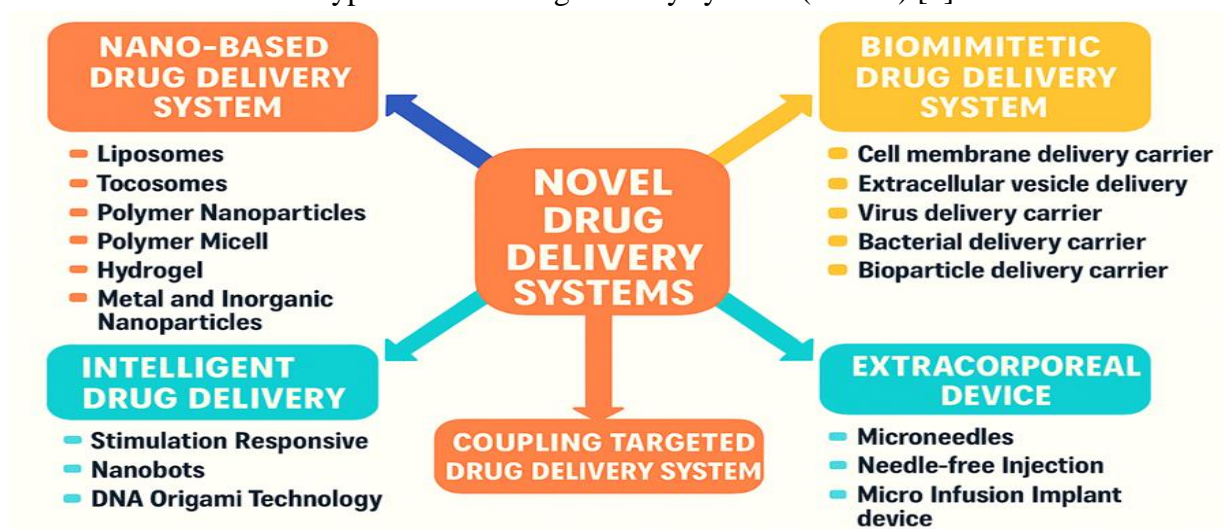 NANO-BASED
DRUG DELIVERY
SYSTEM
Liposomes
Tocosomes
Polymer Nanoparticles
Polymer Micell
Hydrogel
Metal and Inorganic
Nanoparticles
BIOMIMITETIC
DRUG DELIVERY
SYSTEM
Cell membrane delivery carrier
Extracellular vesicle delivery
Virus delivery carrier
Bacterial delivery carrier
Bioparticle delivery carrier
NOVEL
DRUG
DELIVERY
SYSTEMS
INTELLIGENT
DRUG DELIVERY
Stimulation Responsive
Nanobots
DNA Origami Technology
COUPLING TARGETED
DRUG DELIVERY SYSTEM
EXTRACORPOREAL
DEVICE
Microneedles
Needle-free Injection
Micro Infusion Implant
device